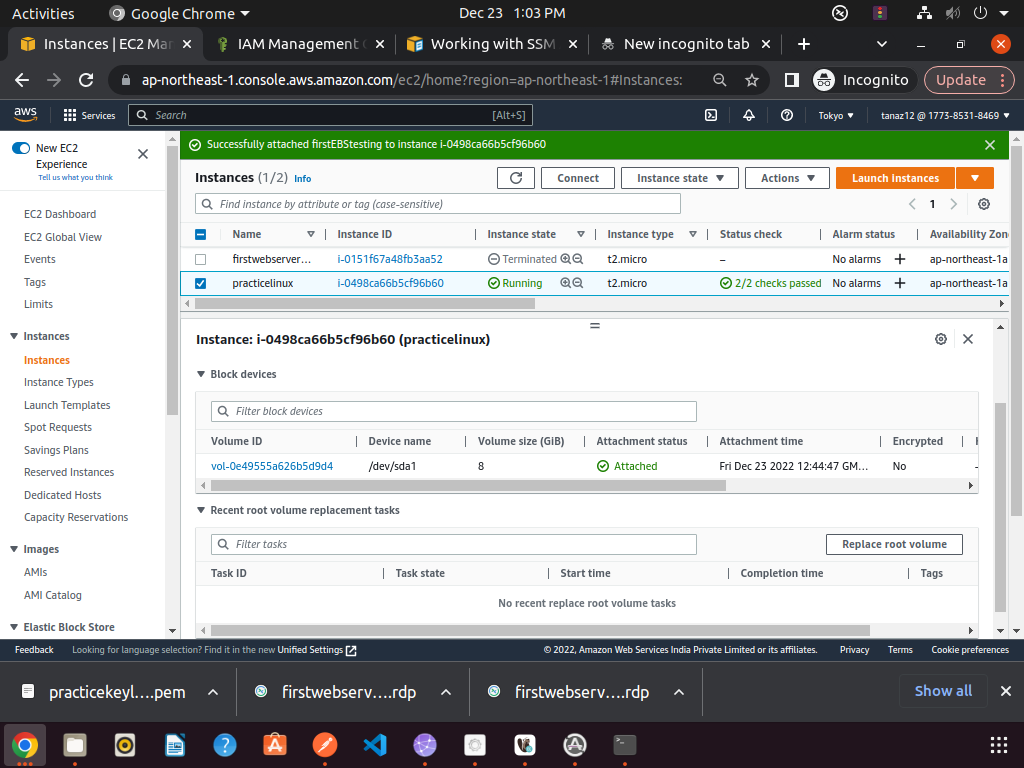 Activities
Google Chrome
Dec 23 1:03 PM
Instances | EC2 Mar
IAM Management C
Working with SSM
New incognito tab
ap-northeast-1.console.aws.amazon.com/ec2/home?region=ap-northeast-1#Instances:
Incognito
Update
aws
Services
Search
[Alt+S]
Tokyo
tanaz12 @ 1773-8531-8469
New EC2
Experience
Tell us what you think
EC2 Dashboard
EC2 Global View
Events
Tags
Limits
Instances
Instances
Instance Types
Launch Templates
Spot Requests
Savings Plans
Reserved Instances
Dedicated Hosts
Capacity Reservations
Images
AMIs
AMI Catalog
Elastic Block Store
Successfully attached firstEBStesting to instance i-0498ca66b5cf96b60
Instances (1/2) Info
Connect
Instance state
Actions
Launch instances
Find instance by attribute or tag (case-sensitive)
1
Name Instance ID Instance state Instance type Status check Alarm status Availability Zon
firstwebserver... i-0151f67a48fb3aa52 Terminated t2.micro – No alarms + ap-northeast-1a
practicelinux i-0498ca66b5cf96b60 Running t2.micro 2/2 checks passed No alarms + ap-northeast-1a
Instance: i-0498ca66b5cf96b60 (practicelinux)
Block devices
Filter block devices
Volume ID Device name Volume size (GiB) Attachment status Attachment time Encrypted
vol-0e49555a626b5d9d4 /dev/sda1 8 Attached Fri Dec 23 2022 12:44:47 GM... No
Recent root volume replacement tasks
Filter tasks
Replace root volume
Task ID Task state Start time Completion time Tags
No recent replace root volume tasks
Feedback
Looking for language selection? Find it in the new Unified Settings
© 2022, Amazon Web Services India Private Limited or its affiliates.
Privacy
Terms
Cookie preferences
practicekeyl....pem
firstwebserv....rdp
firstwebserv....rdp
Show all